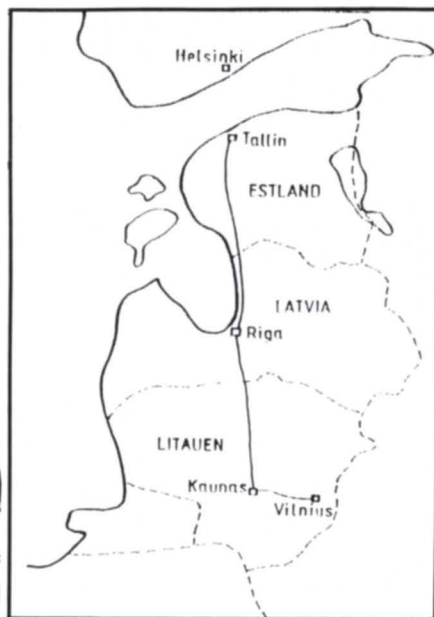 Helsinki
Tallin
ESTLAND
LATVIA
Riga
LITAUEN
Kaunas
Vilnius